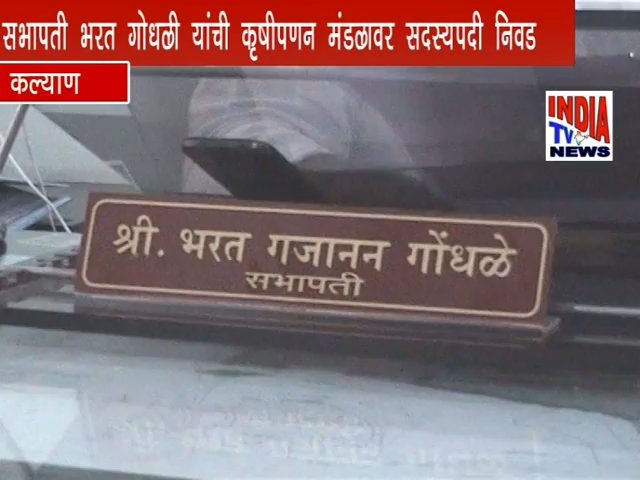 सभापती भरत गोधळी यांची कृषीपणन मंडळावर सदस्यपदी निवड
कल्याण
INDIA
TV
NEWS
श्री. भरत गजानन गोंधळे
सभापती